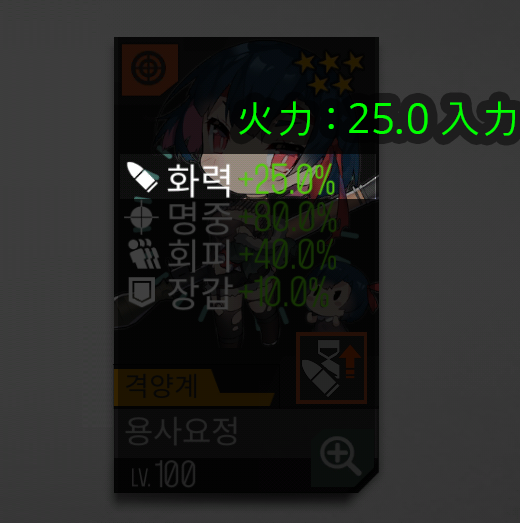 火力：25.0 入力
화력 +25.0%
명중 +80.0%
회피 +40.0%
장갑 +10.0%
격양계
용사요정
LV.100